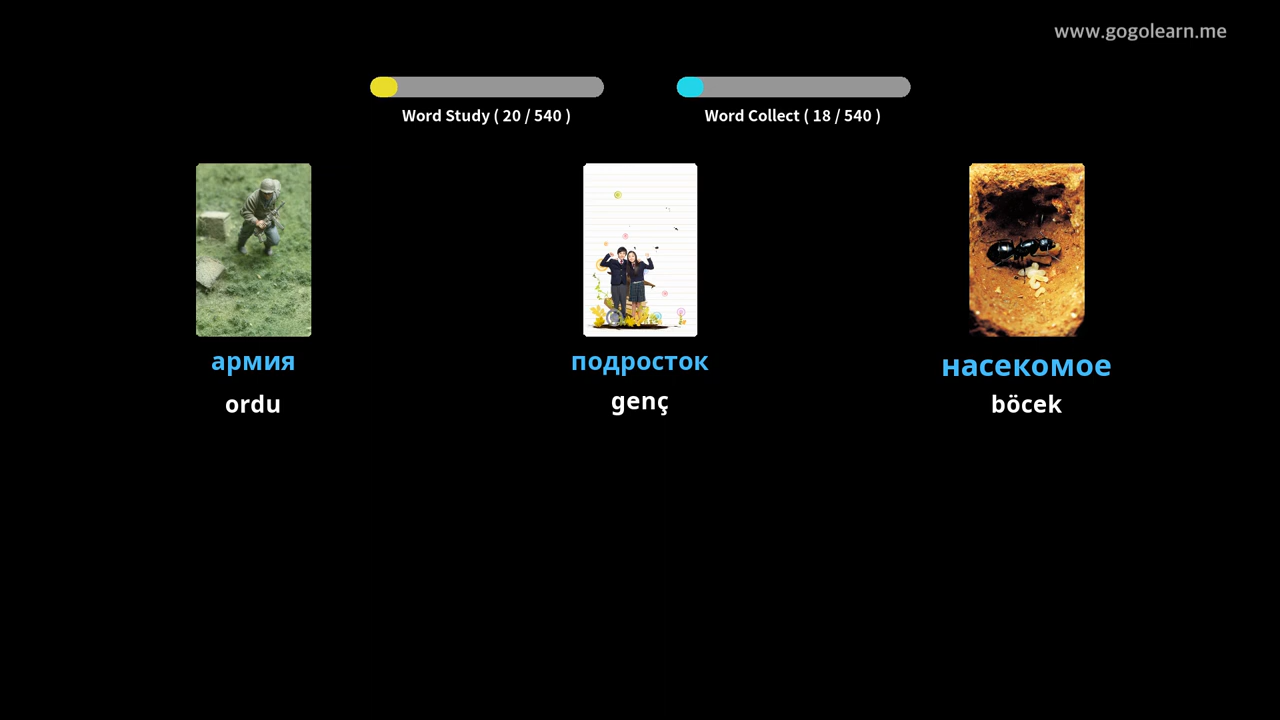 www.gogolearn.me
Word Study ( 20 / 540 )
Word Collect ( 18 / 540 )
армия
подросток
насекомое
ordu
genç
böcek